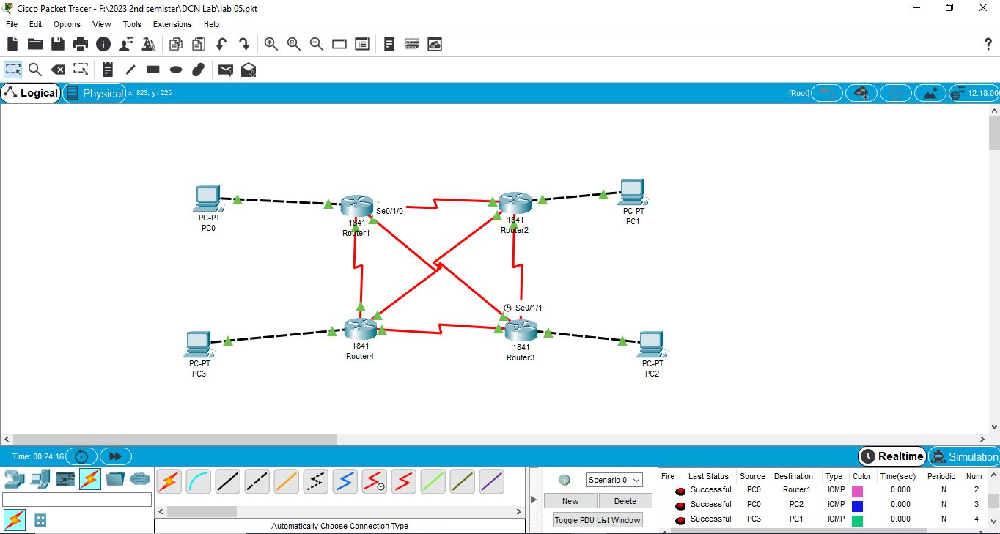 Cisco Packet Tracer - F:\2023 2nd semister\DCN Lab\lab 05.pkt
File Edit Options View Tools Extensions Help
Logical Physical x: 823, y: 225 [Root] 12:18:00
PC-PT
PC0
1841
Router1
Se0/1/0
1841
Router2
PC-PT
PC1
Se0/1/1
PC-PT
PC3
1841
Router4
1841
Router3
PC-PT
PC2
Time: 00:24:16 Realtime Simulation
Scenario 0
New Delete
Toggle PDU List Window
Automatically Choose Connection Type
Fire Last Status Source Destination Type Color Time(sec) Periodic Num
Successful PC0 Router1 ICMP 0.000 N 2
Successful PC0 PC2 ICMP 0.000 N 3
Successful PC3 PC1 ICMP 0.000 N 4